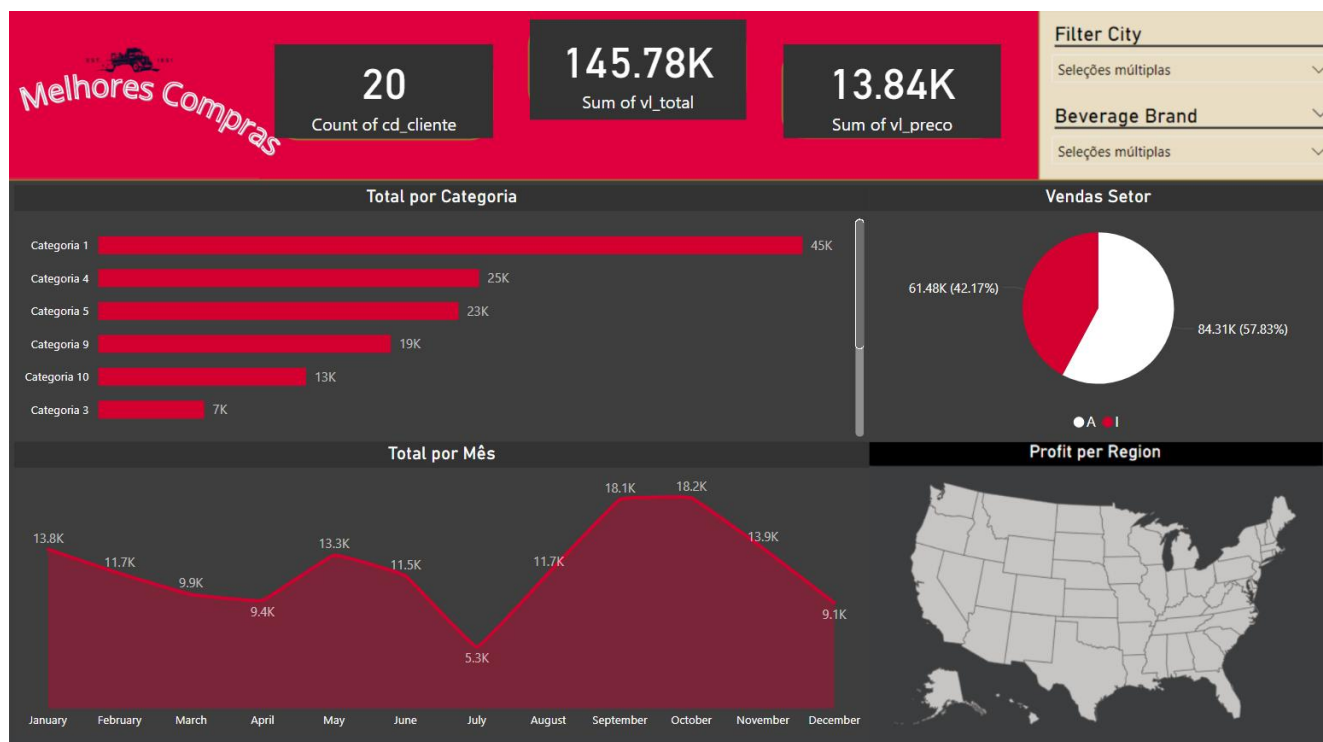 Melhores Compras
20
Count of cd_cliente
145.78K
Sum of vl_total
13.84K
Sum of vl_preco
Filter City
Seleções múltiplas
Beverage Brand
Seleções múltiplas
Total por Categoria
Categoria 1 45K
Categoria 4 25K
Categoria 5 23K
Categoria 9 19K
Categoria 10 13K
Categoria 3 7K
Vendas Setor
61.48K (42.17%)
84.31K (57.83%)
A I
Total por Mês
13.8K
11.7K
9.9K
9.4K
13.3K
11.5K
5.3K
11.7K
18.1K
18.2K
13.9K
9.1K
January February March April May June July August September October November December
Profit per Region